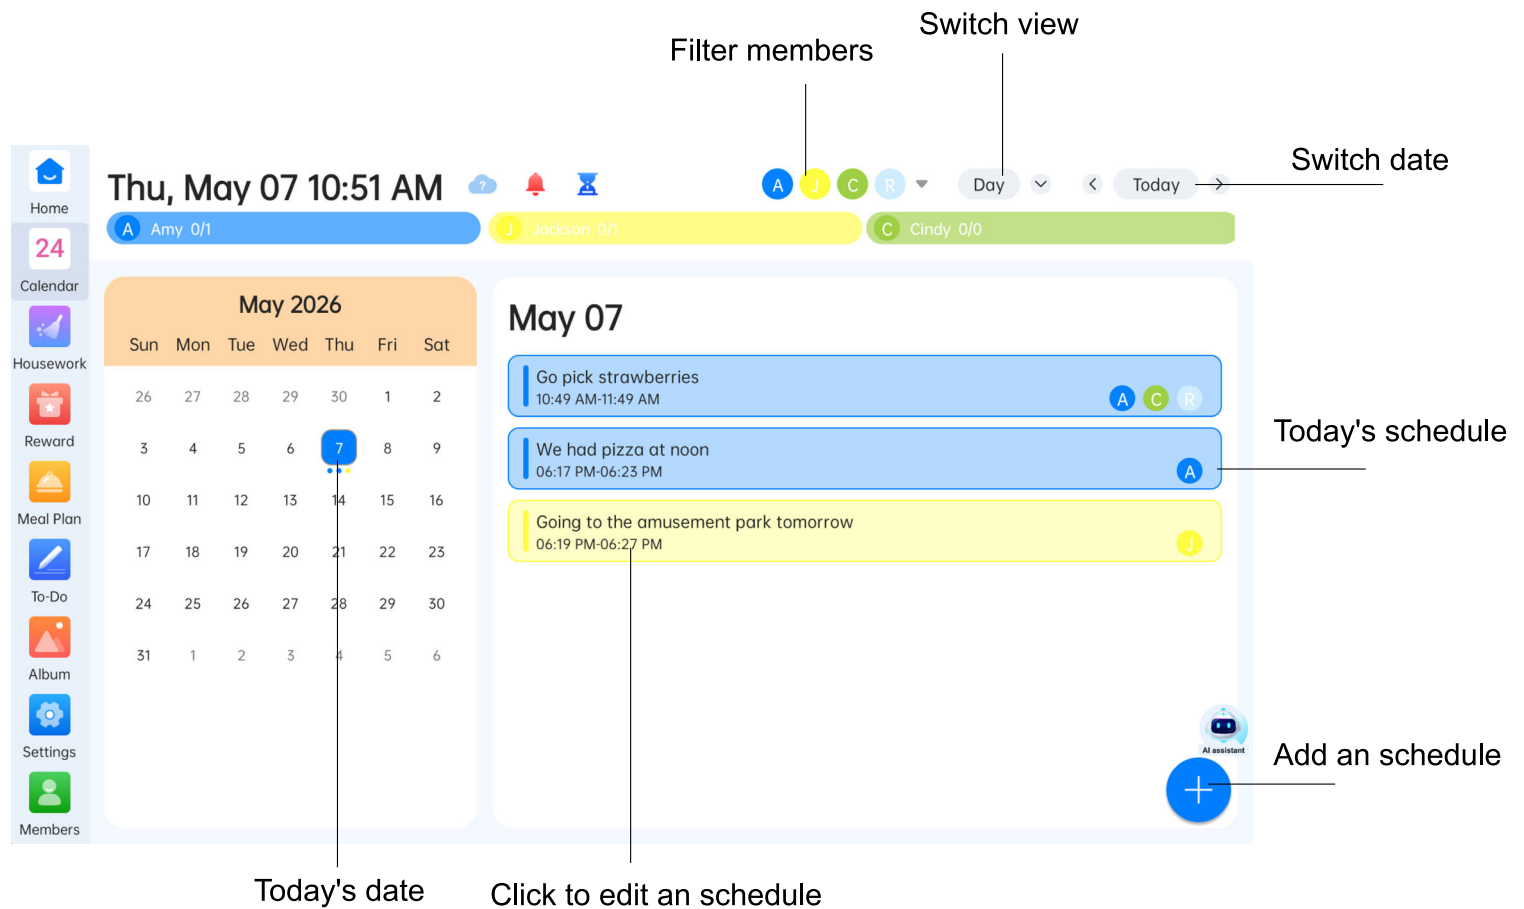 Switch view
Filter members
Switch date
Thu, May 07 10:51 AM
?
A J C R
Day
Today
A Amy 0/1
J Jackson 0/1
C Cindy 0/0
Home
24
Calendar
Housework
Reward
Meal Plan
To-Do
Album
Settings
Members
May 2026
Sun Mon Tue Wed Thu Fri Sat
26 27 28 29 30 1 2
3 4 5 6 7 8 9
10 11 12 13 14 15 16
17 18 19 20 21 22 23
24 25 26 27 28 29 30
31 1 2 3 4 5 6
May 07
Go pick strawberries
10:49 AM-11:49 AM
A C R
We had pizza at noon
06:17 PM-06:23 PM
A
Going to the amusement park tomorrow
06:19 PM-06:27 PM
J
Today's schedule
AI assistant
Add an schedule
Today's date
Click to edit an schedule